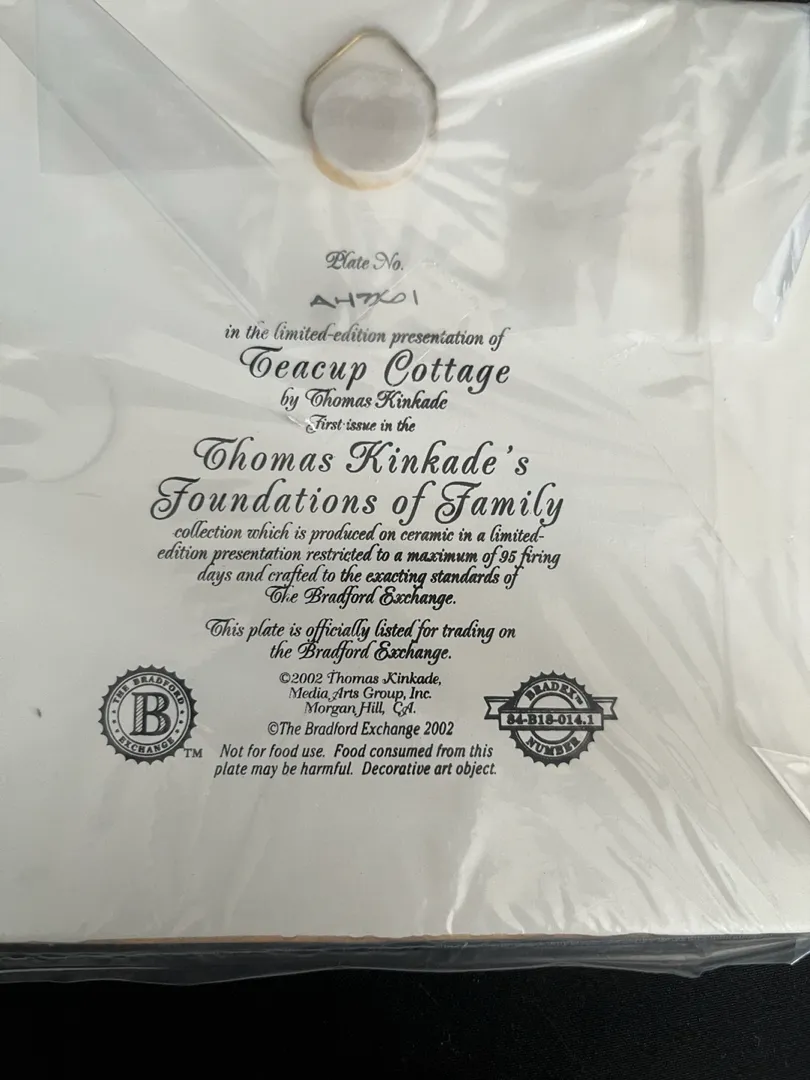 Plate No.
AH7X01
in the limited-edition presentation of
Teacup Cottage
by Thomas Kinkade
First issue in the
Thomas Kinkade's
Foundations of Family
collection which is produced on ceramic in a limited-
edition presentation restricted to a maximum of 95 firing
days and crafted to the exacting standards of
The Bradford Exchange.
This plate is officially listed for trading on
the Bradford Exchange.
©2002 Thomas Kinkade,
Media Arts Group, Inc.
Morgan Hill, CA.
©The Bradford Exchange 2002
Not for food use. Food consumed from this
plate may be harmful. Decorative art object.
THE BRADFORD
B
EXCHANGE
TM
BRADEX™
84-B18-014.1
NUMBER